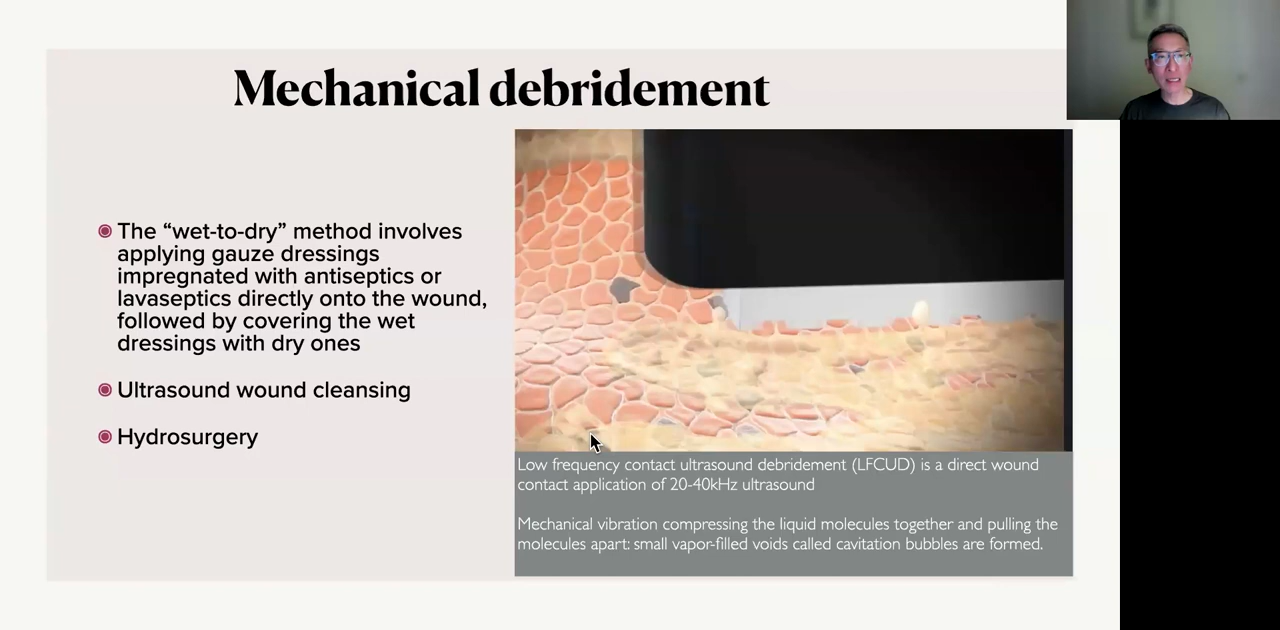 Mechanical debridement
The “wet-to-dry” method involves
applying gauze dressings
impregnated with antiseptics or
lavaseptics directly onto the wound,
followed by covering the wet
dressings with dry ones
Ultrasound wound cleansing
Hydrosurgery
Low frequency contact ultrasound debridement (LFCUD) is a direct wound
contact application of 20-40kHz ultrasound
Mechanical vibration compressing the liquid molecules together and pulling the
molecules apart: small vapor-filled voids called cavitation bubbles are formed.